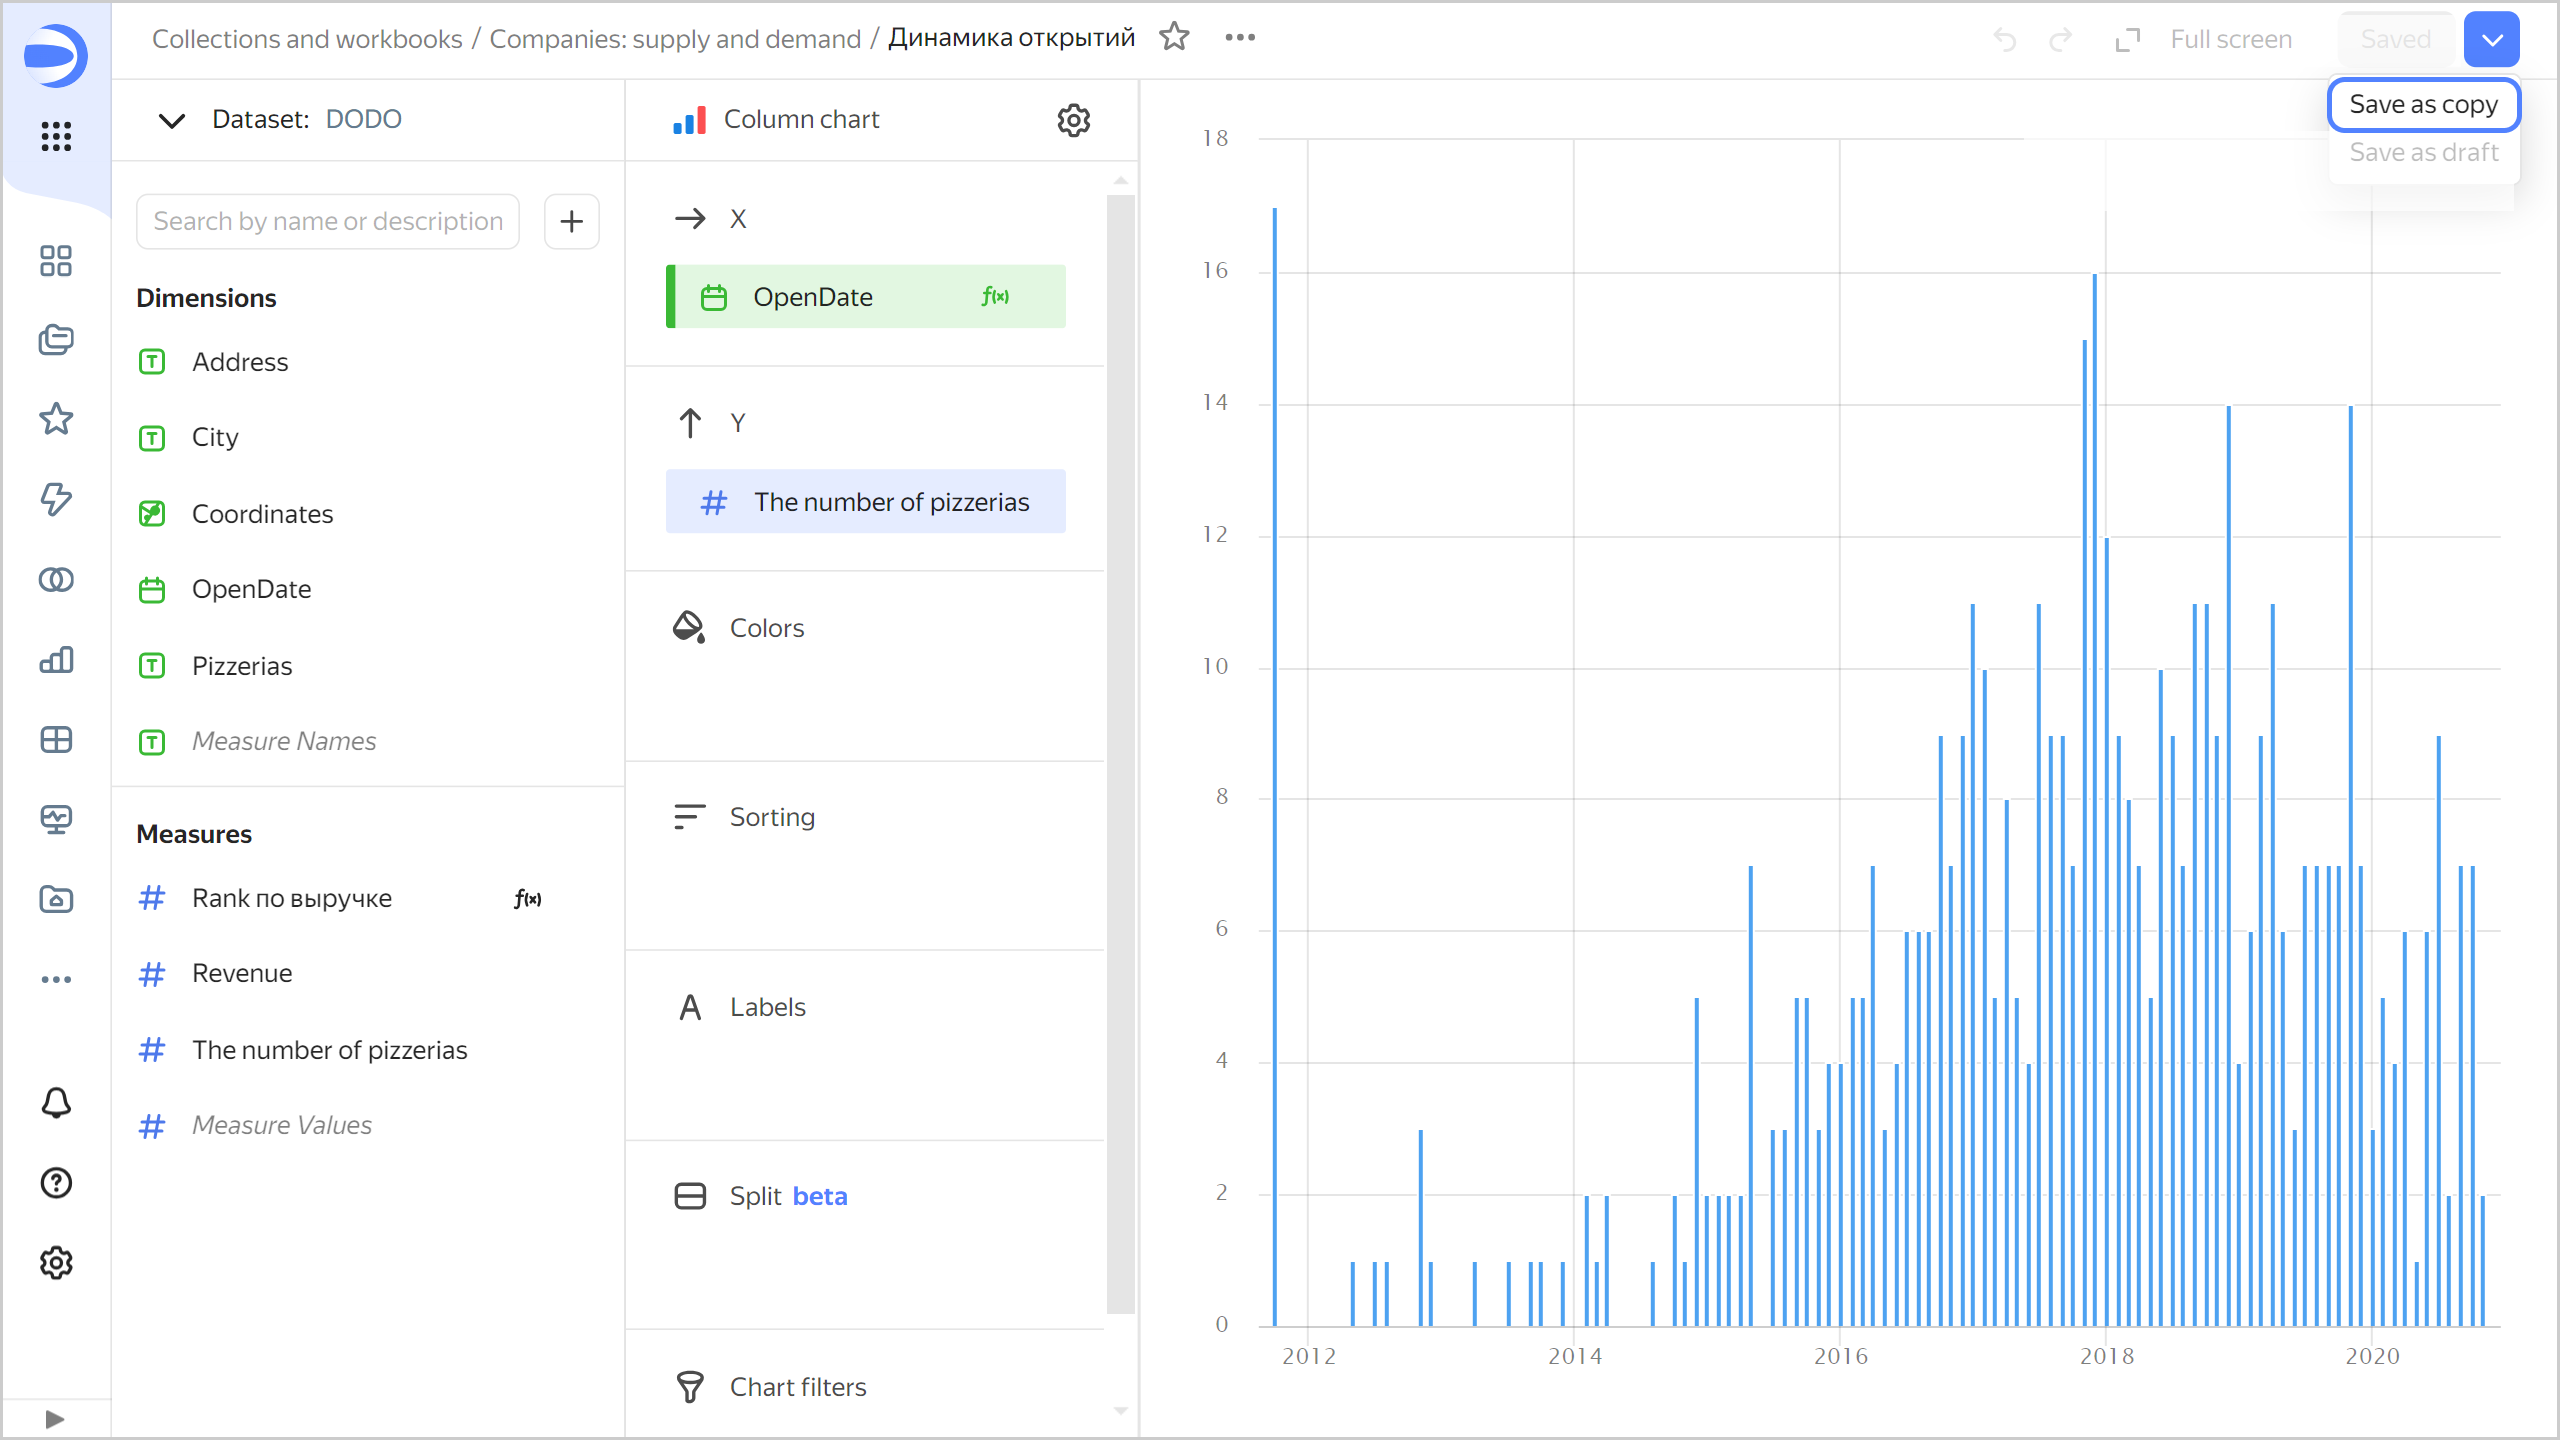 Collections and workbooks / Companies: supply and demand / Динамика открытий
Full screen
Saved
Save as copy
Save as draft
Dataset: DODO
Search by name or description
Dimensions
Address
City
Coordinates
OpenDate
Pizzerias
Measure Names
Measures
Rank по выручке f(x)
Revenue
The number of pizzerias
Measure Values
Column chart
X
OpenDate f(x)
Y
The number of pizzerias
Colors
Sorting
Labels
Split beta
Chart filters
18
16
14
12
10
8
6
4
2
0
2012 2014 2016 2018 2020